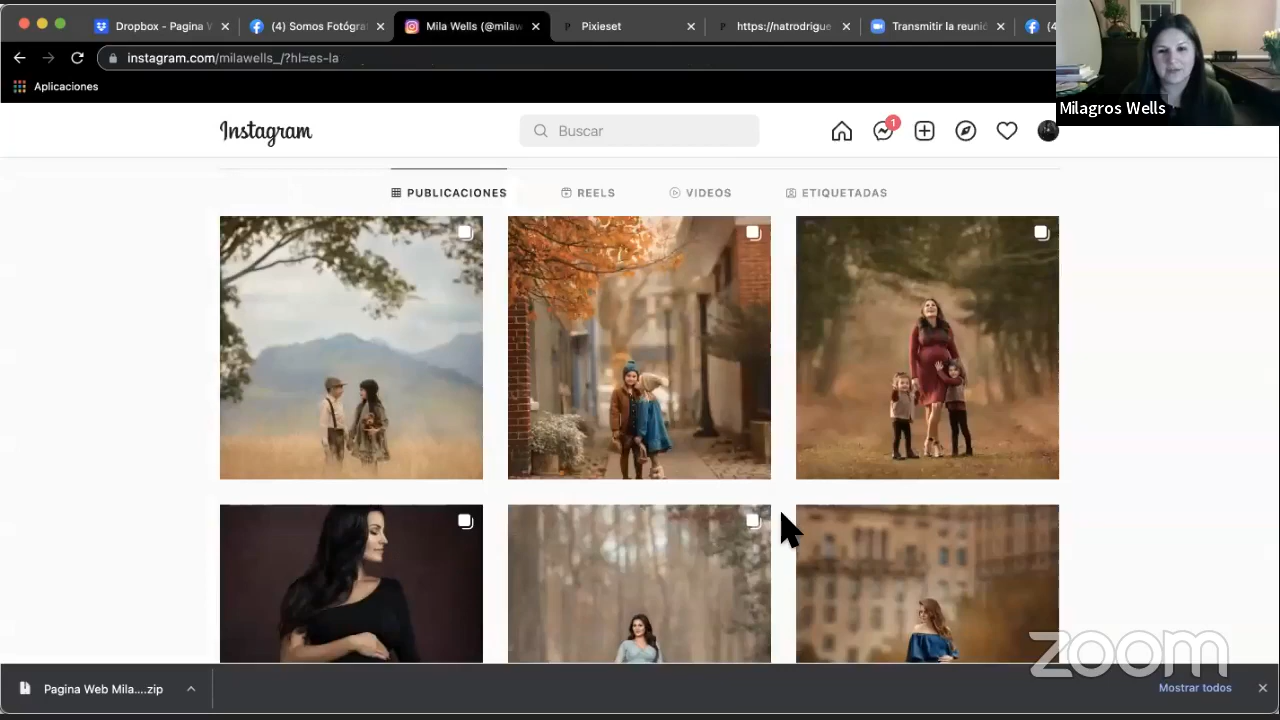 Dropbox - Pagina W
(4) Somos Fotógra
Mila Wells (@milaw
Pixieset
https://natrodrigue
Transmitir la reunió
(4
instagram.com/milawells_/?hl=es-la
Aplicaciones
Milagros Wells
Instagram
Buscar
1
PUBLICACIONES
REELS
VIDEOS
ETIQUETADAS
zoom
Pagina Web Mila....zip
Mostrar todos